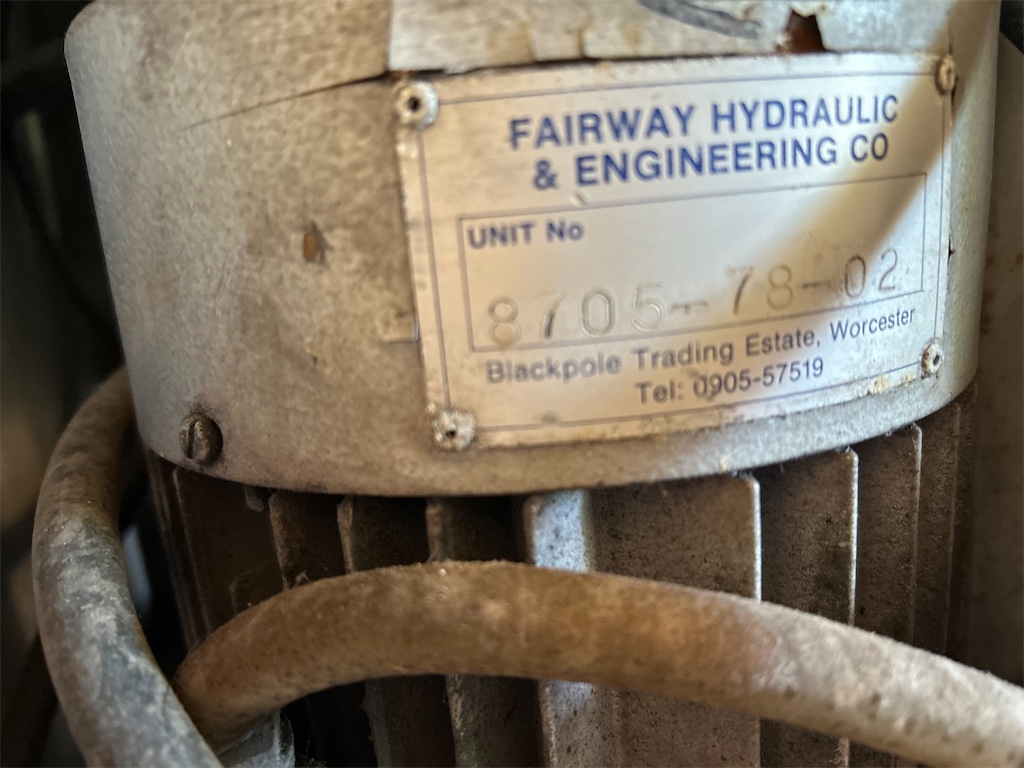 FAIRWAY HYDRAULIC
& ENGINEERING CO
UNIT No
8705-78-02
Blackpole Trading Estate, Worcester
Tel: 0905-57519